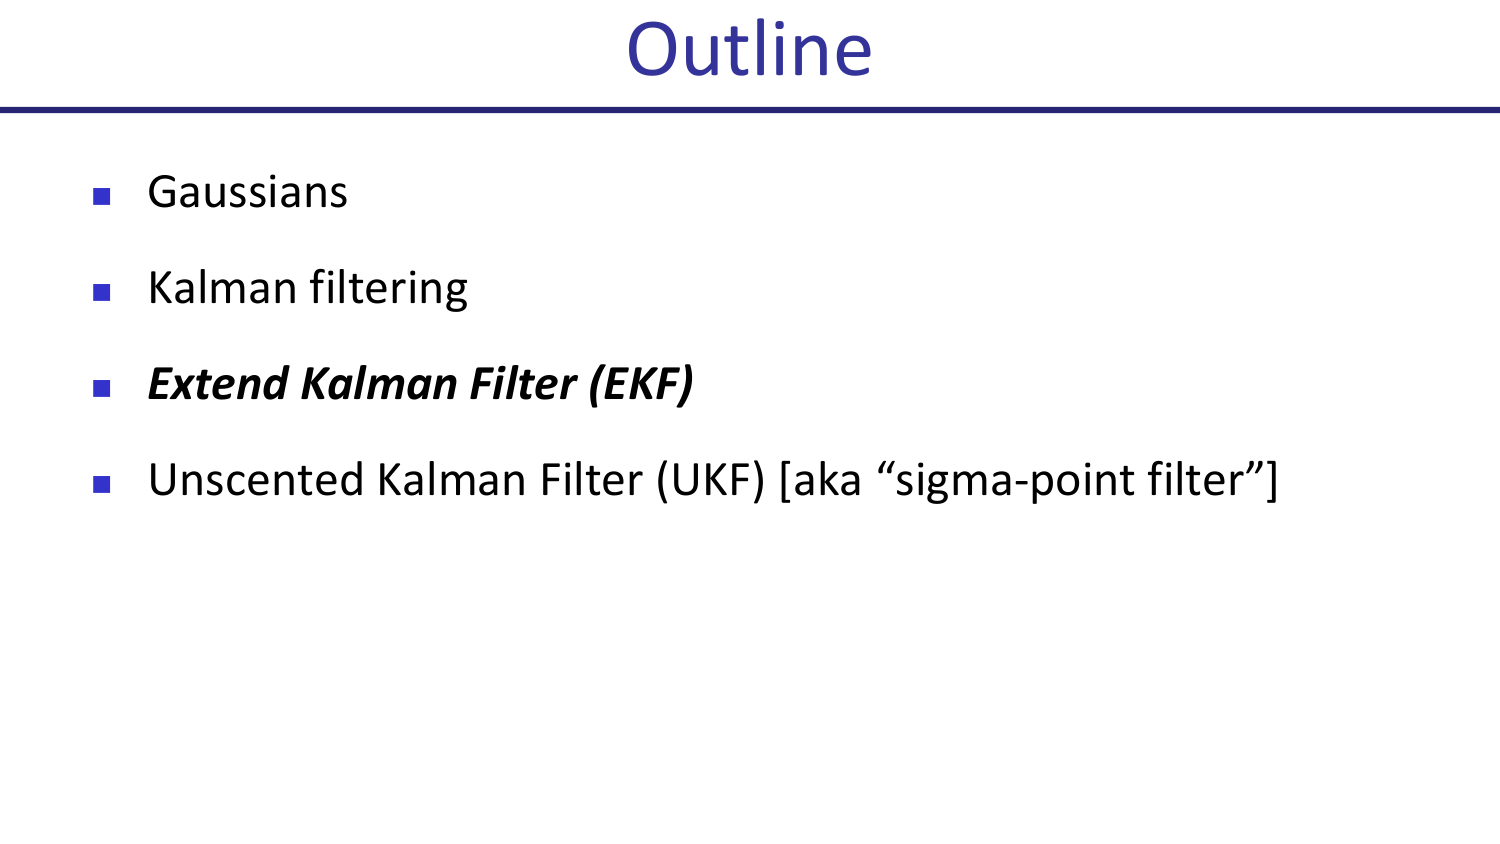 Outline
Gaussians
Kalman filtering
Extend Kalman Filter (EKF)
Unscented Kalman Filter (UKF) [aka “sigma-point filter”]